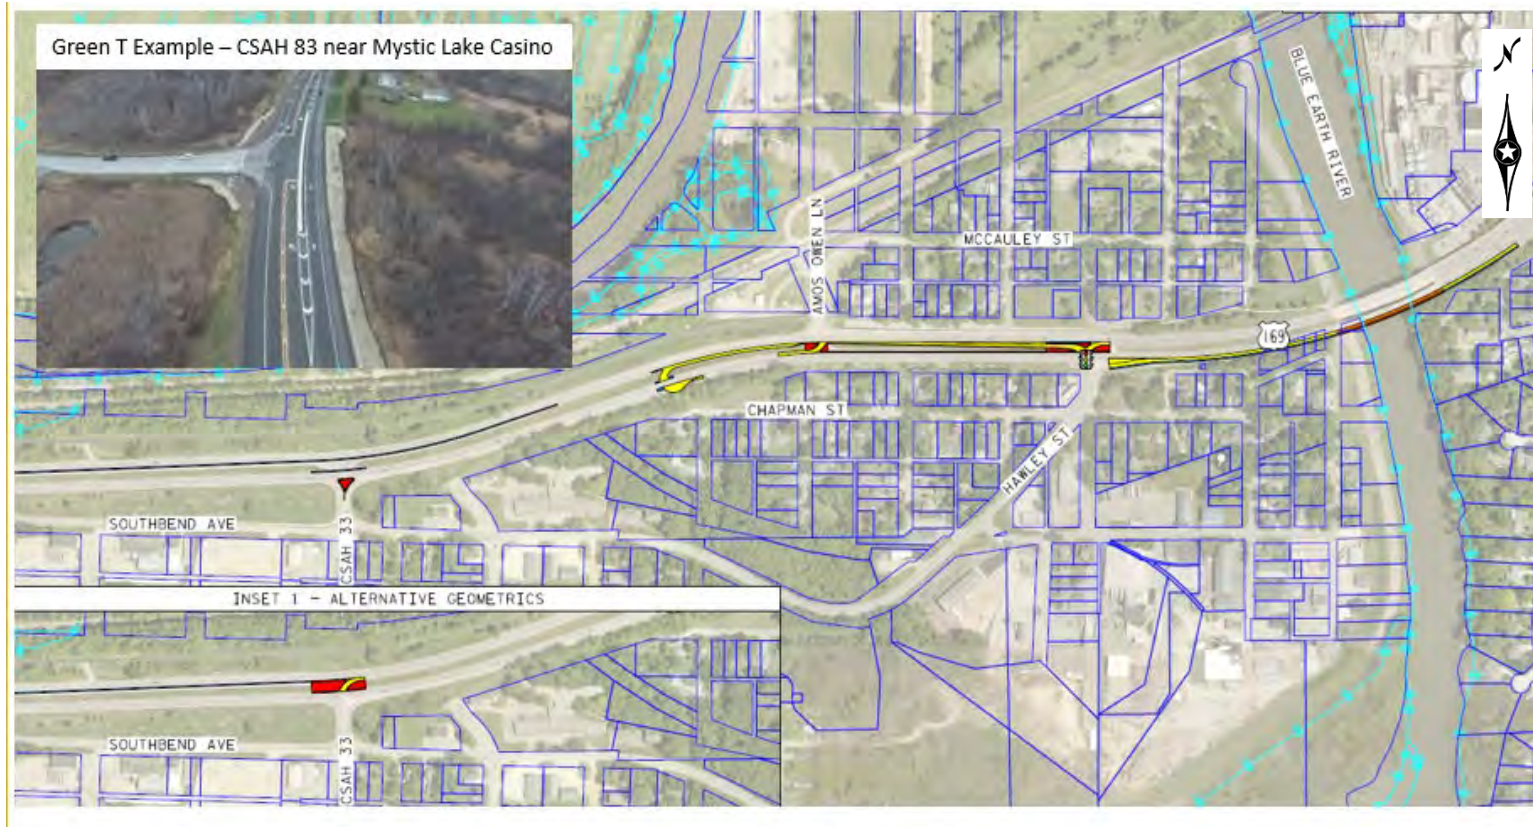 Green T Example – CSAH 83 near Mystic Lake Casino
N
BLUE EARTH RIVER
AMOS OWEN LN
MCCAULEY ST
169
CHAPMAN ST
HAWLEY ST
SOUTHBEND AVE
CSAH 33
INSET 1 - ALTERNATIVE GEOMETRICS
SOUTHBEND AVE
CSAH 33